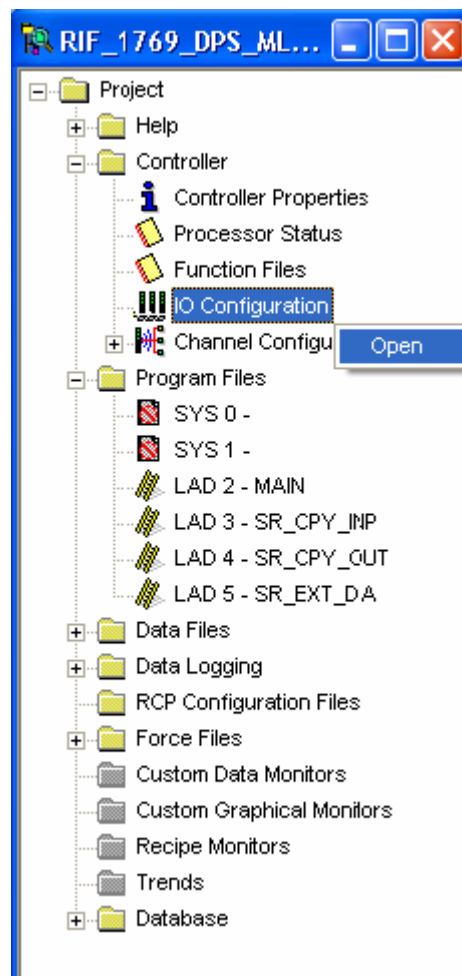 RIF_1769_DPS_ML...
Project
Help
Controller
Controller Properties
Processor Status
Function Files
IO Configuration
Channel Configu
Open
Program Files
SYS 0 -
SYS 1 -
LAD 2 - MAIN
LAD 3 - SR_CPY_INP
LAD 4 - SR_CPY_OUT
LAD 5 - SR_EXT_DA
Data Files
Data Logging
RCP Configuration Files
Force Files
Custom Data Monitors
Custom Graphical Monitors
Recipe Monitors
Trends
Database